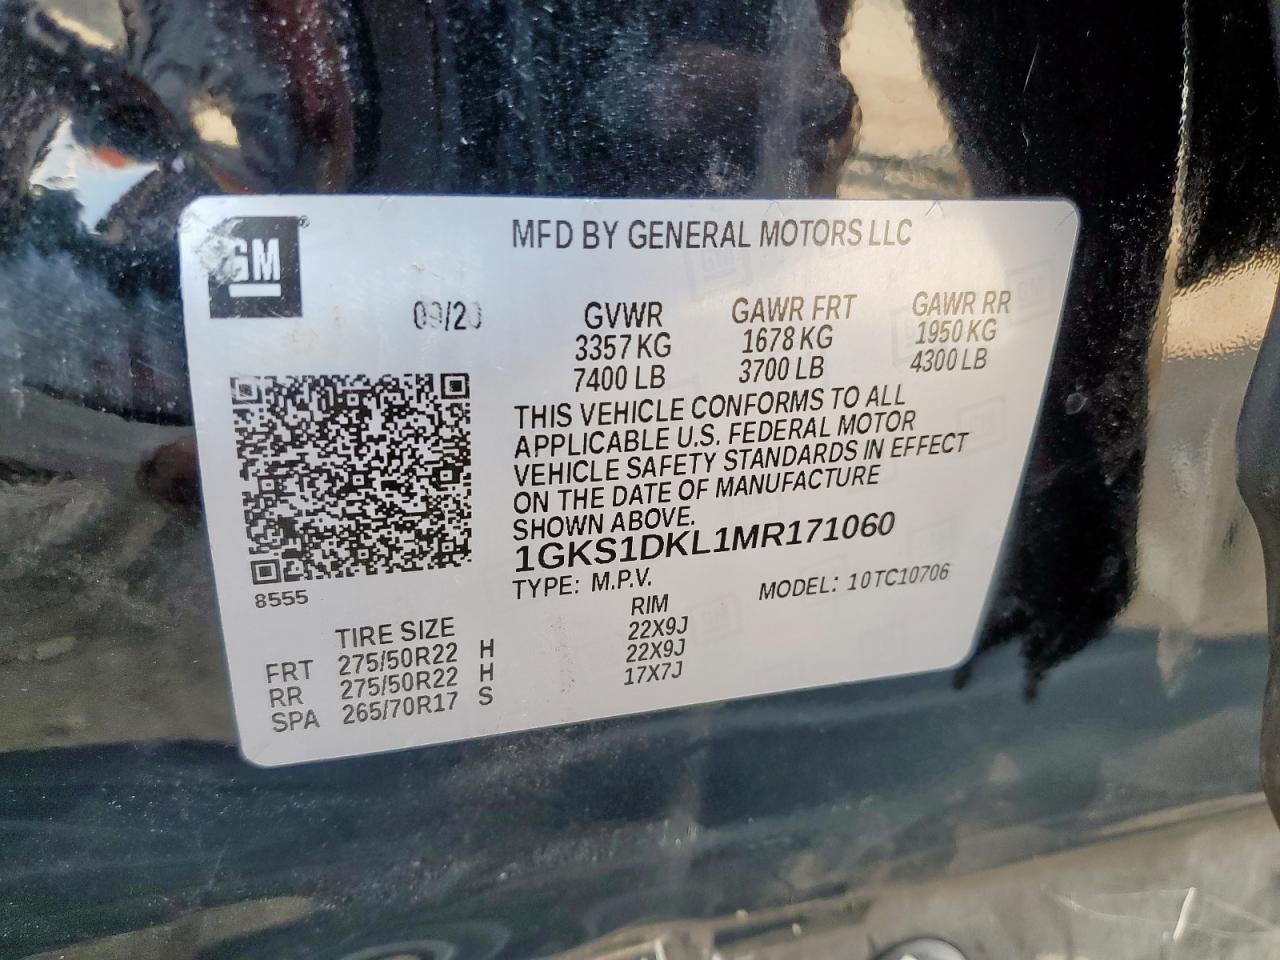 GM
MFD BY GENERAL MOTORS LLC
09/20
GVWR
3357 KG
7400 LB
GAWR FRT
1678 KG
3700 LB
GAWR RR
1950 KG
4300 LB
THIS VEHICLE CONFORMS TO ALL
APPLICABLE U.S. FEDERAL MOTOR
VEHICLE SAFETY STANDARDS IN EFFECT
ON THE DATE OF MANUFACTURE
SHOWN ABOVE.
1GKS1DKL1MR171060
TYPE: M.P.V. MODEL: 10TC10706
8555
TIRE SIZE RIM
FRT 275/50R22 H 22X9J
RR 275/50R22 H 22X9J
SPA 265/70R17 S 17X7J